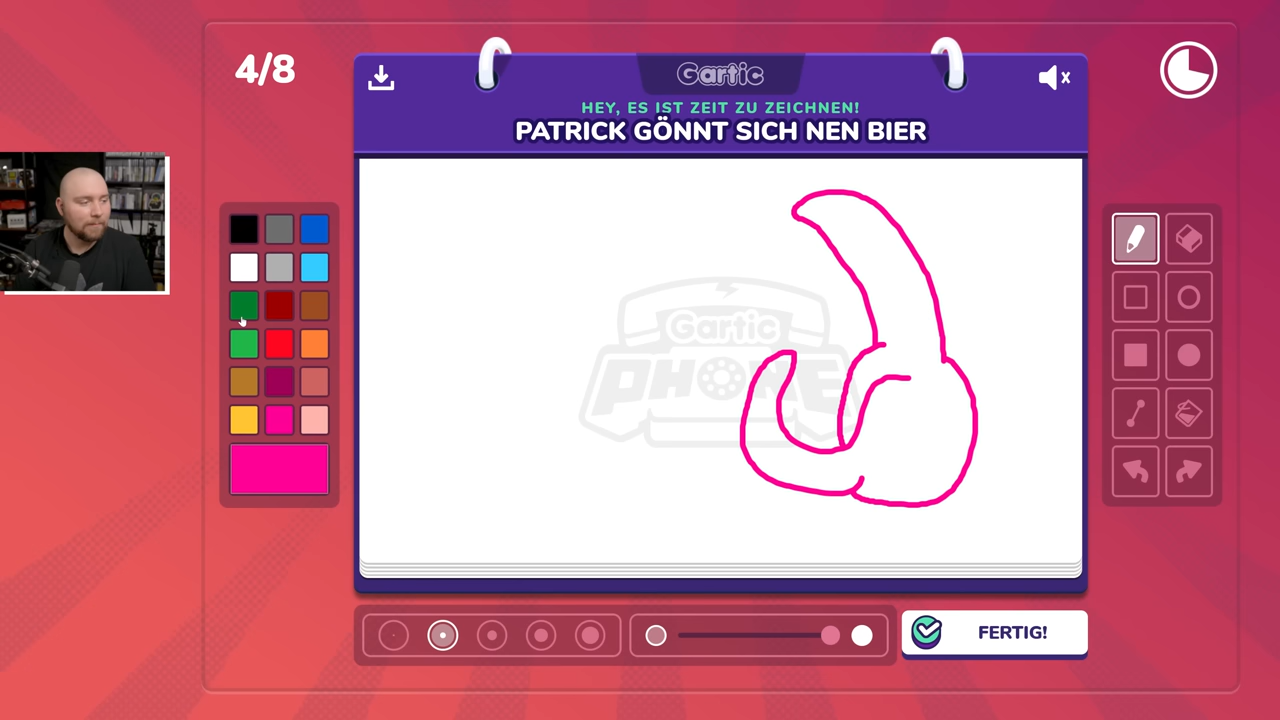 4/8
Gartic
HEY, ES IST ZEIT ZU ZEICHNEN!
PATRICK GÖNNT SICH NEN BIER
Gartic
PHONE
FERTIG!